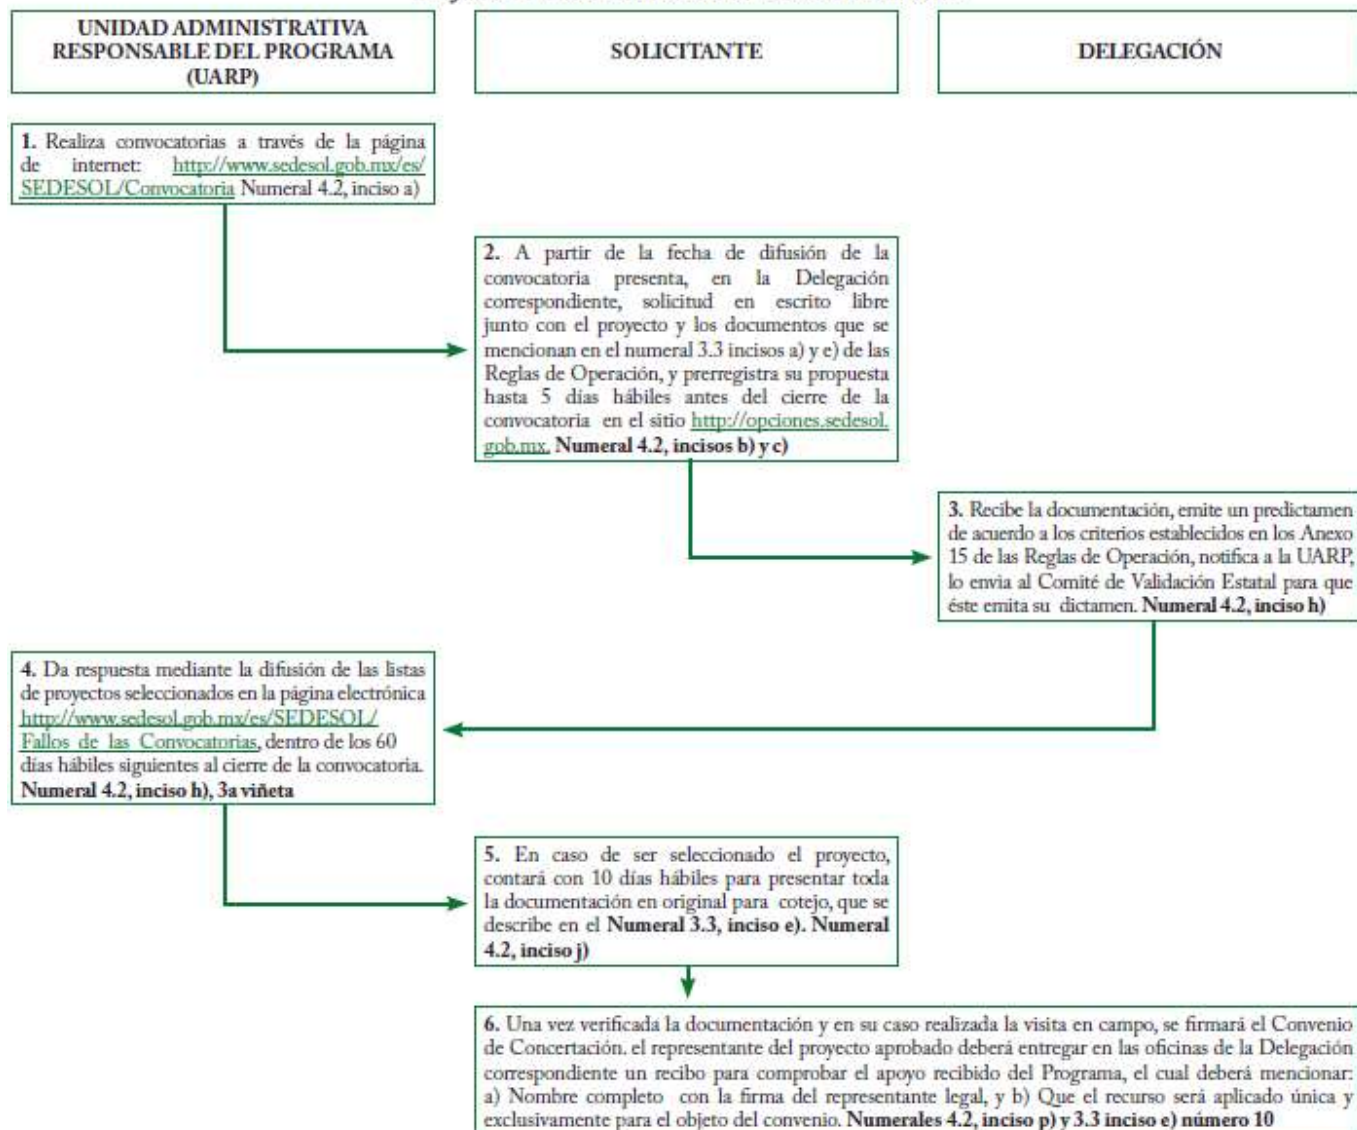 UNIDAD ADMINISTRATIVA
RESPONSABLE DEL PROGRAMA
(UARP)
SOLICITANTE
DELEGACIÓN
1. Realiza convocatorias a través de la página
de internet: http://www.sedesol.gob.mx/es/
SEDESOL/Convocatoria Numeral 4.2, inciso a)
2. A partir de la fecha de difusión de la
convocatoria presenta, en la Delegación
correspondiente, solicitud en escrito libre
junto con el proyecto y los documentos que se
mencionan en el numeral 3.3 incisos a) y e) de las
Reglas de Operación, y prerregistra su propuesta
hasta 5 días hábiles antes del cierre de la
convocatoria en el sitio http://opciones.sedesol.
gob.mx. Numeral 4.2, incisos b) y c)
3. Recibe la documentación, emite un predictamen
de acuerdo a los criterios establecidos en los Anexo
15 de las Reglas de Operación, notifica a la UARP,
lo envia al Comité de Validación Estatal para que
éste emita su dictamen. Numeral 4.2, inciso h)
4. Da respuesta mediante la difusión de las listas
de proyectos seleccionados en la página electrónica
http://www.sedesol.gob.mx/es/SEDESOL/
Fallos de las Convocatorias, dentro de los 60
días hábiles siguientes al cierre de la convocatoria.
Numeral 4.2, inciso h), 3a viñeta
5. En caso de ser seleccionado el proyecto,
contará con 10 días hábiles para presentar toda
la documentación en original para cotejo, que se
describe en el Numeral 3.3, inciso e). Numeral
4.2, inciso j)
6. Una vez verificada la documentación y en su caso realizada la visita en campo, se firmará el Convenio
de Concertación. el representante del proyecto aprobado deberá entregar en las oficinas de la Delegación
correspondiente un recibo para comprobar el apoyo recibido del Programa, el cual deberá mencionar:
a) Nombre completo con la firma del representante legal, y b) Que el recurso será aplicado única y
exclusivamente para el objeto del convenio. Numerales 4.2, inciso p) y 3.3 inciso e) número 10